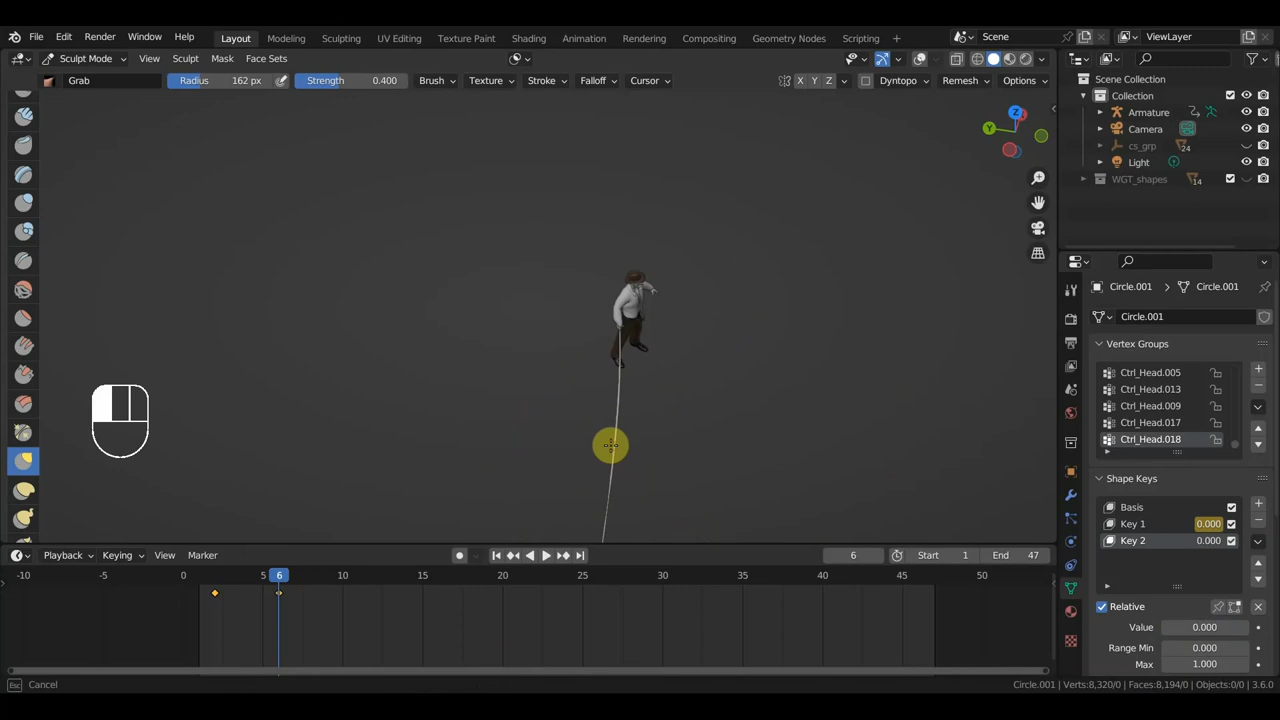 File Edit Render Window Help Layout Modeling Sculpting UV Editing Texture Paint Shading Animation Rendering Compositing Geometry Nodes Scripting + Scene ViewLayer
Sculpt Mode View Sculpt Mask Face Sets
Grab Radius 162 px Strength 0.400 Brush Texture Stroke Falloff Cursor X Y Z Dyntopo Remesh Options
Scene Collection
Collection
Armature
Camera
cs_grp 24
Light
WGT_shapes 14
Z
Y
Circle.001 Circle.001
Circle.001
Vertex Groups
Ctrl_Head.005
Ctrl_Head.013
Ctrl_Head.009
Ctrl_Head.017
Ctrl_Head.018
Shape Keys
Basis
Key 1 0.000
Key 2 0.000
Relative
Value 0.000
Range Min 0.000
Max 1.000
Playback Keying View Marker 6 Start 1 End 47
-10 -5 0 5 6 10 15 20 25 30 35 40 45 50
Esc Cancel Circle.001 | Verts:8,320/0 | Faces:8,194/0 | Objects:0/0 | 3.6.0